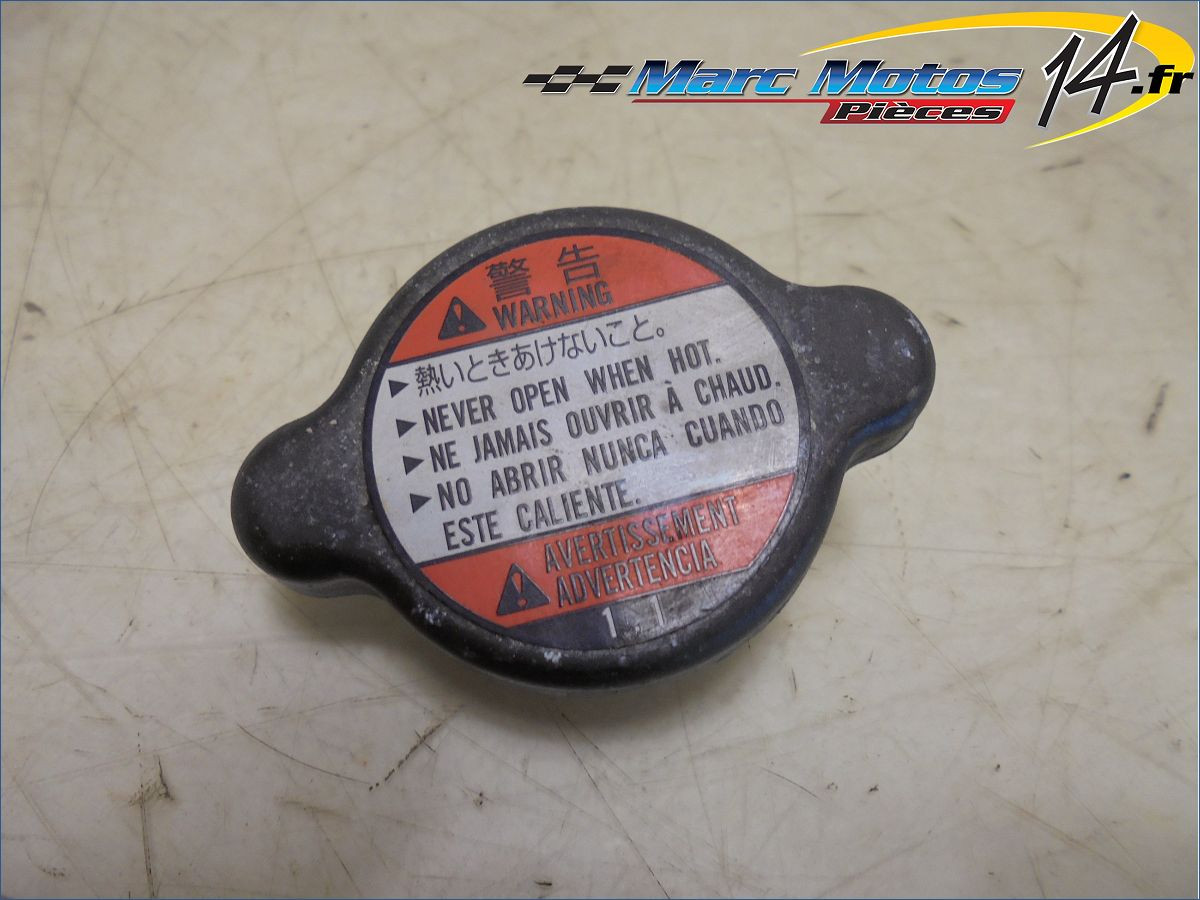 Marc Motos 14.fr
Pièces
警告
WARNING
▶ 熱いときあけないこと。
▶ NEVER OPEN WHEN HOT.
▶ NE JAMAIS OUVRIR À CHAUD.
▶ NO ABRIR NUNCA CUANDO
ESTE CALIENTE.
AVERTISSEMENT
ADVERTENCIA
1.1